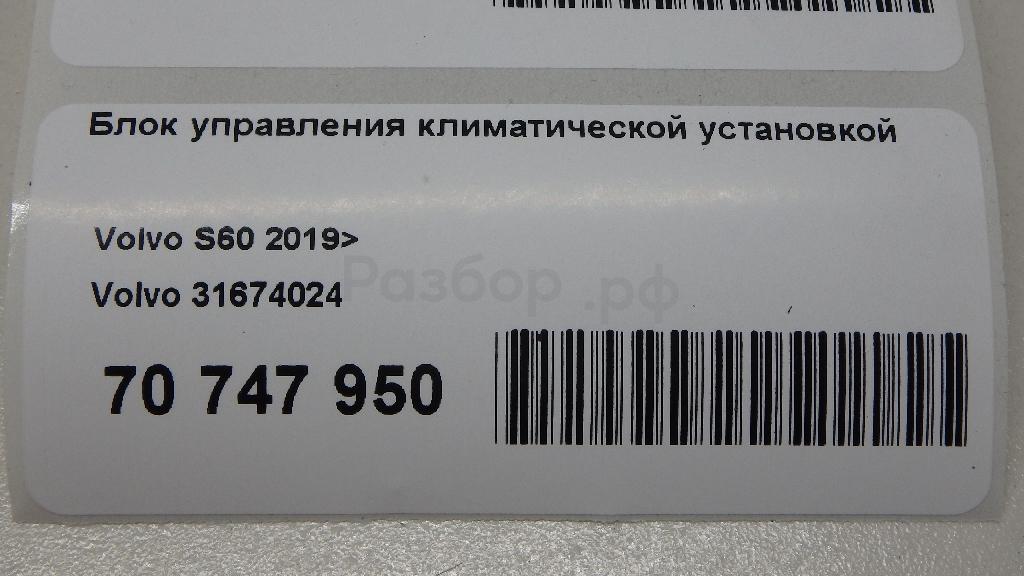 Блок управления климатической установкой
Volvo S60 2019>
Volvo 31674024
Разбор.рф
70 747 950